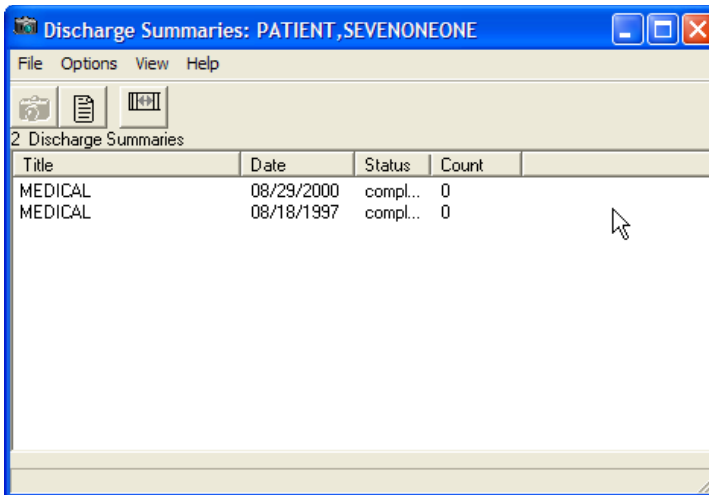 Discharge Summaries: PATIENT,SEVENONEONE
File Options View Help
2 Discharge Summaries
Title Date Status Count
MEDICAL 08/29/2000 compl... 0
MEDICAL 08/18/1997 compl... 0